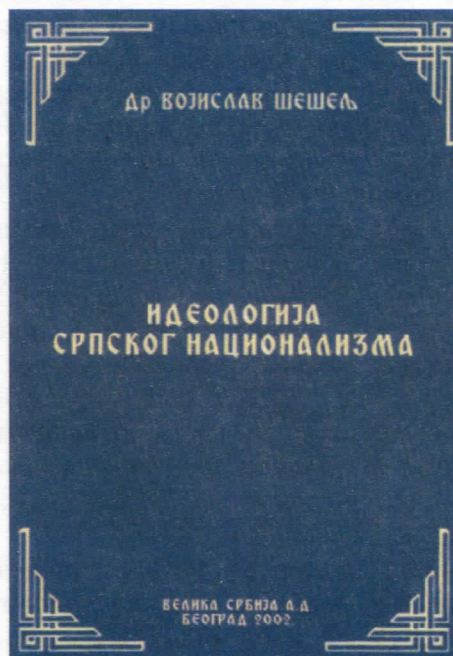 Др ВОЈИСЛАВ ШЕШЕЉ
ИДЕОЛОГИЈА
СРПСКОГ НАЦИОНАЛИЗМА
ВЕЛИКА СРБИЈА А.Д.
БЕОГРАД 2002.